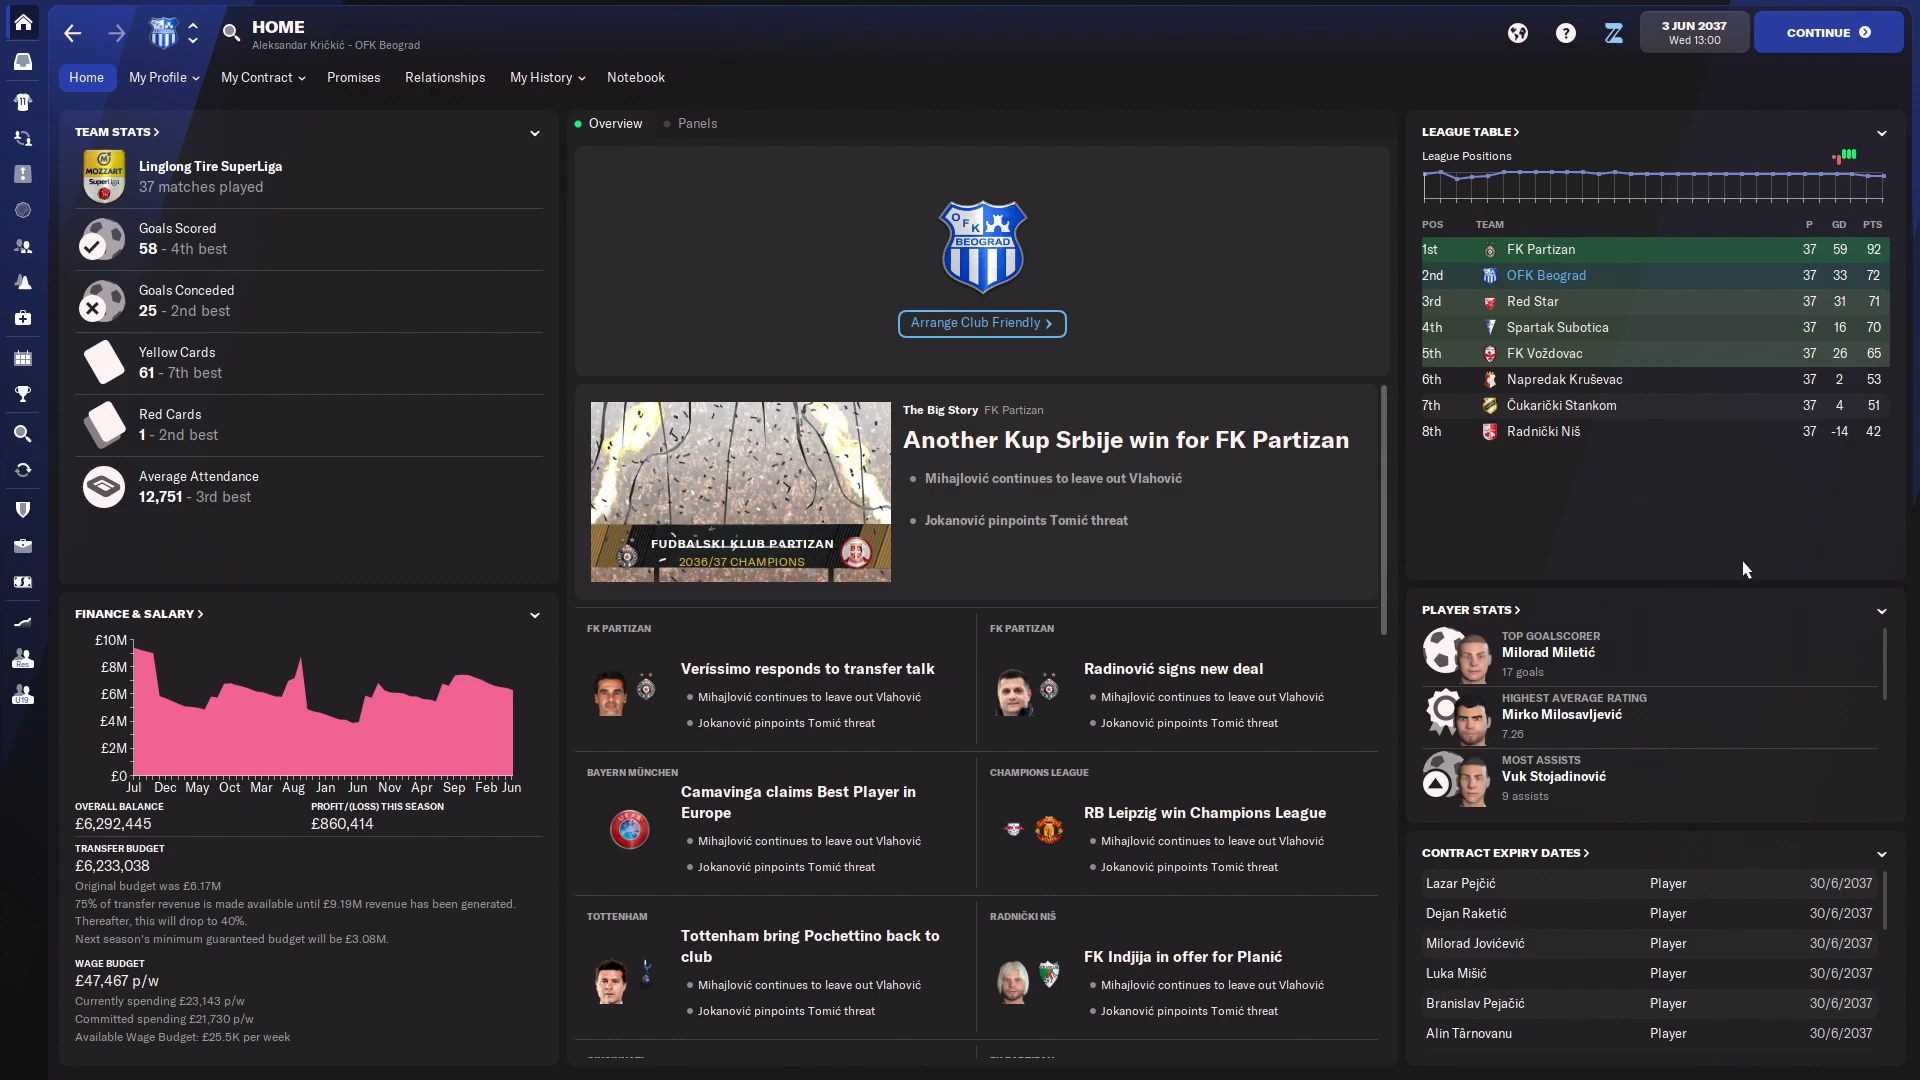 HOME
Aleksandar Kričkić - OFK Beograd
3 JUN 2037
Wed 13:00
CONTINUE
Home
My Profile
My Contract
Promises
Relationships
My History
Notebook
TEAM STATS
MOZZART
SuperLiga
Linglong Tire SuperLiga
37 matches played
Goals Scored
58 - 4th best
Goals Conceded
25 - 2nd best
Yellow Cards
61 - 7th best
Red Cards
1 - 2nd best
Average Attendance
12,751 - 3rd best
FINANCE & SALARY
£10M
£8M
£6M
£4M
£2M
£0
Jul Dec May Oct Mar Aug Jan Jun Nov Apr Sep Feb Jun
OVERALL BALANCE
£6,292,445
PROFIT/(LOSS) THIS SEASON
£860,414
TRANSFER BUDGET
£6,233,038
Original budget was £6.17M
75% of transfer revenue is made available until £9.19M revenue has been generated.
Thereafter, this will drop to 40%.
Next season's minimum guaranteed budget will be £3.08M.
WAGE BUDGET
£47,467 p/w
Currently spending £23,143 p/w
Committed spending £21,730 p/w
Available Wage Budget: £25.5K per week
11
Res
U19
Overview
Panels
OFK
BEOGRAD
Arrange Club Friendly
FUDBALSKI KLUB PARTIZAN
2036/37 CHAMPIONS
The Big Story FK Partizan
Another Kup Srbije win for FK Partizan
Mihajlović continues to leave out Vlahović
Jokanović pinpoints Tomić threat
FK PARTIZAN
Veríssimo responds to transfer talk
Mihajlović continues to leave out Vlahović
Jokanović pinpoints Tomić threat
FK PARTIZAN
Radinović signs new deal
Mihajlović continues to leave out Vlahović
Jokanović pinpoints Tomić threat
BAYERN MÜNCHEN
UEFA
Camavinga claims Best Player in
Europe
Mihajlović continues to leave out Vlahović
Jokanović pinpoints Tomić threat
CHAMPIONS LEAGUE
RB Leipzig win Champions League
Mihajlović continues to leave out Vlahović
Jokanović pinpoints Tomić threat
TOTTENHAM
Tottenham bring Pochettino back to
club
Mihajlović continues to leave out Vlahović
Jokanović pinpoints Tomić threat
RADNIČKI NIŠ
FK Indjija in offer for Planić
Mihajlović continues to leave out Vlahović
Jokanović pinpoints Tomić threat
LEAGUE TABLE
League Positions
POS TEAM P GD PTS
1st FK Partizan 37 59 92
2nd OFK Beograd 37 33 72
3rd Red Star 37 31 71
4th Spartak Subotica 37 16 70
5th FK Voždovac 37 26 65
6th Napredak Kruševac 37 2 53
7th Čukarički Stankom 37 4 51
8th Radnički Niš 37 -14 42
PLAYER STATS
TOP GOALSCORER
Milorad Miletić
17 goals
HIGHEST AVERAGE RATING
Mirko Milosavljević
7.26
MOST ASSISTS
Vuk Stojadinović
9 assists
CONTRACT EXPIRY DATES
Lazar Pejčić Player 30/6/2037
Dejan Raketić Player 30/6/2037
Milorad Jovićević Player 30/6/2037
Luka Mišić Player 30/6/2037
Branislav Pejačić Player 30/6/2037
Alin Târnovanu Player 30/6/2037